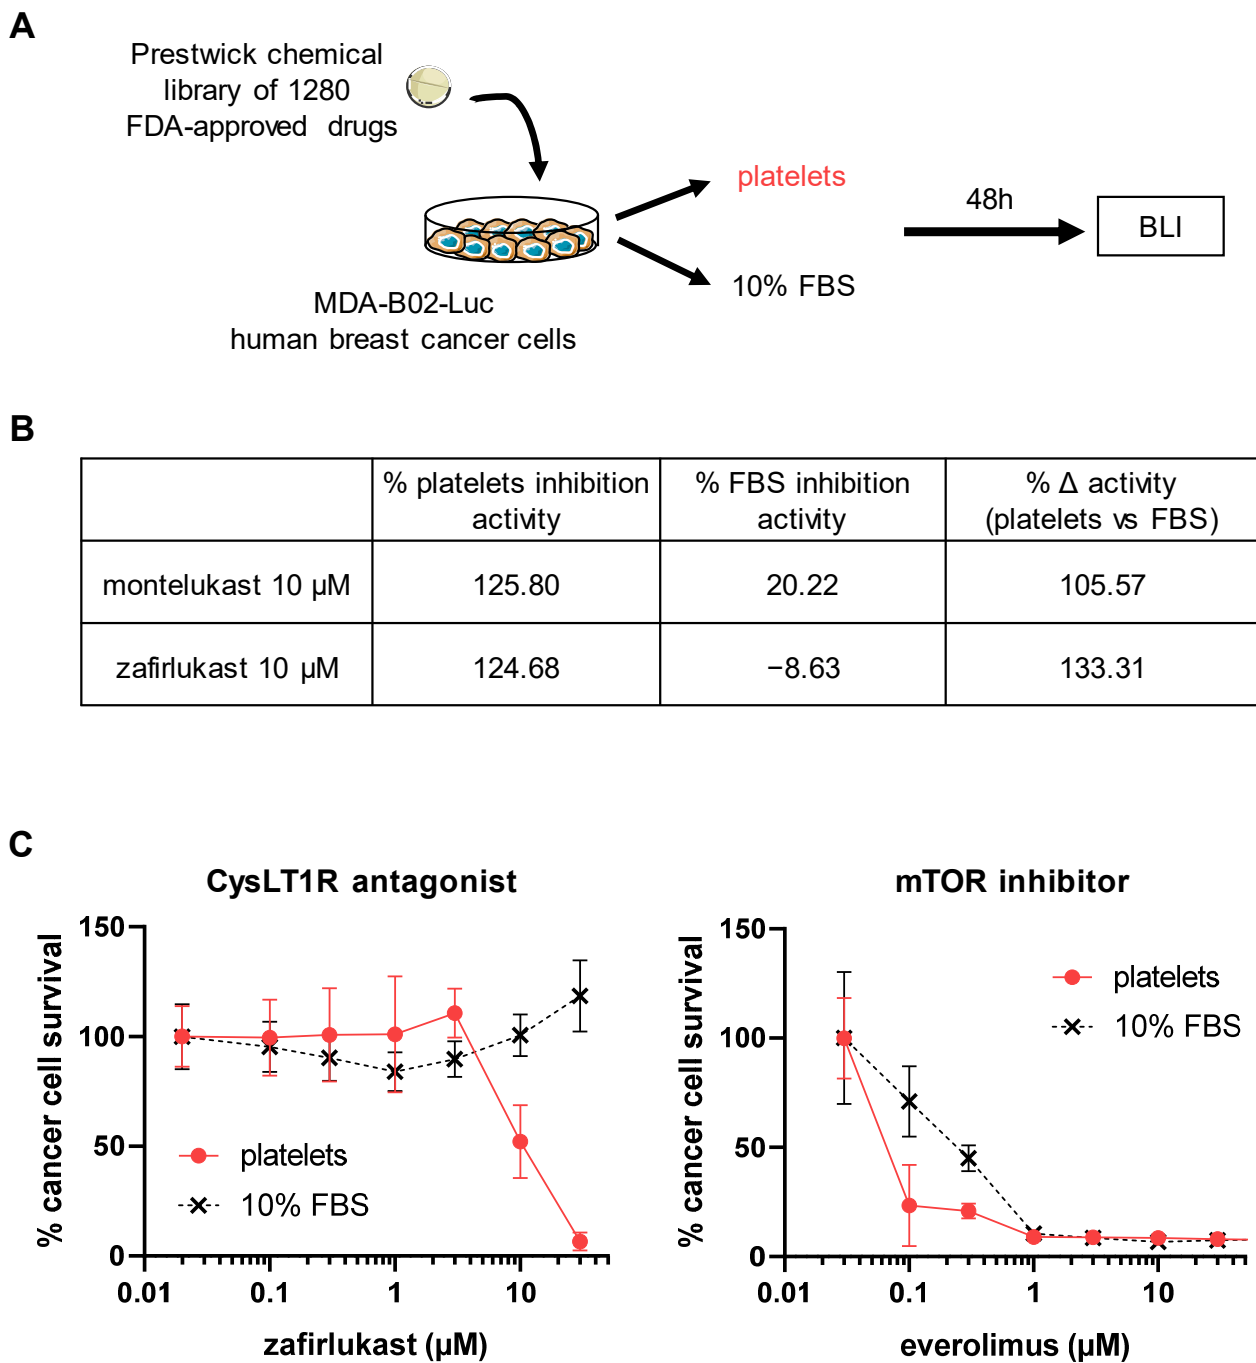 A
Prestwick chemical
library of 1280
FDA-approved drugs
platelets
10% FBS
48h
BLI
MDA-B02-Luc
human breast cancer cells
B
% platelets inhibition
activity
% FBS inhibition
activity
% Δ activity
(platelets vs FBS)
montelukast 10 µM
125.80
20.22
105.57
zafirlukast 10 µM
124.68
−8.63
133.31
C
CysLT1R antagonist
% cancer cell survival
150
100
50
0
platelets
10% FBS
0.01
0.1
1
10
zafirlukast (µM)
mTOR inhibitor
% cancer cell survival
150
100
50
0
platelets
10% FBS
0.01
0.1
1
10
everolimus (µM)